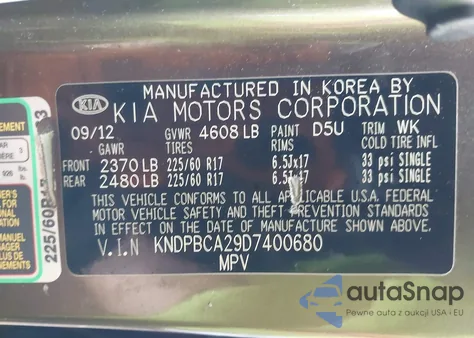 MANUFACTURED IN KOREA BY
KIA KIA MOTORS CORPORATION
09/12 GVWR 4608 LB PAINT D5U TRIM WK
GAWR TIRES RIMS COLD TIRE INFL
FRONT 2370 LB 225/60 R17 6.5Jx17 33 psi SINGLE
REAR 2480 LB 225/60 R17 6.5Jx17 33 psi SINGLE
THIS VEHICLE CONFORMS TO ALL APPLICABLE U.S.A. FEDERAL
MOTOR VEHICLE SAFETY AND THEFT PREVENTION STANDARDS
IN EFFECT ON THE DATE OF MANUFACTURE SHOWN ABOVE.
V.I.N KNDPBCA29D7400680
MPV
autoSnap
Pewne auta z aukcji USA i EU